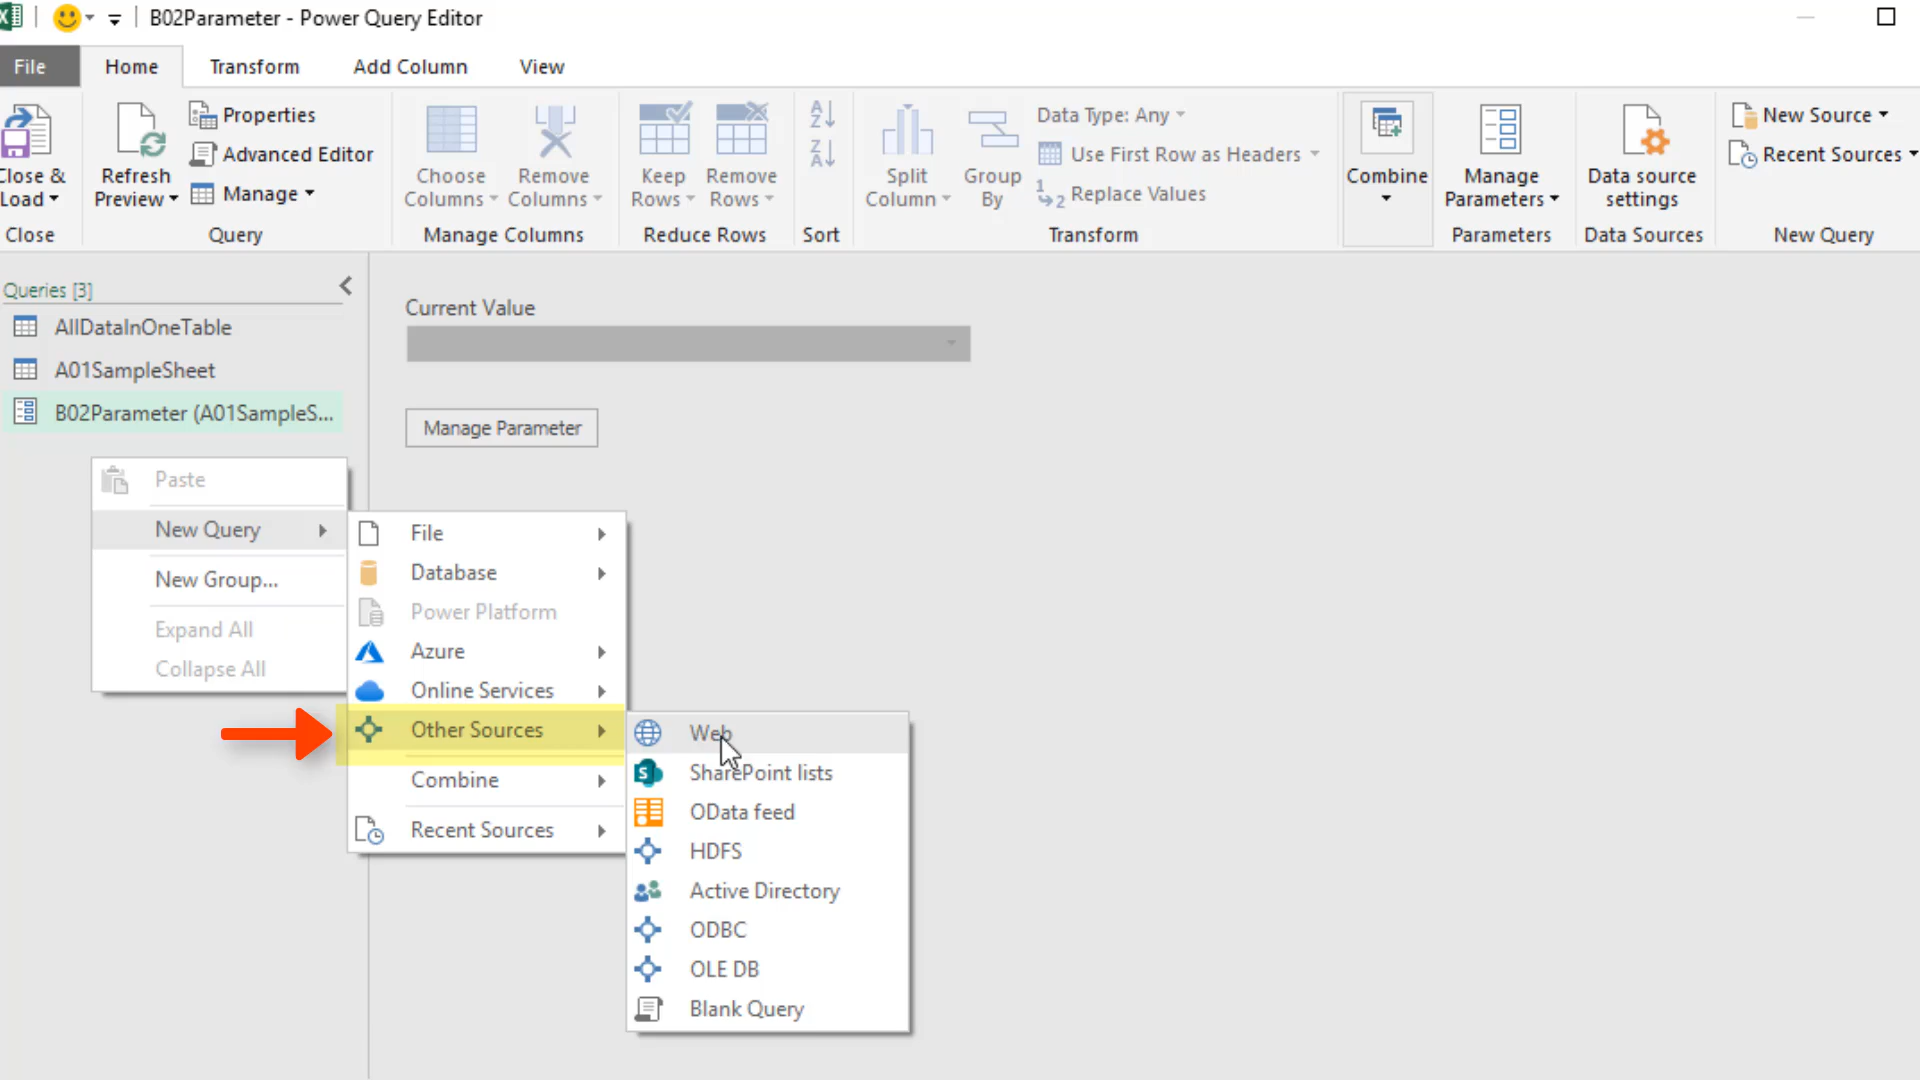 B02Parameter - Power Query Editor
File Home Transform Add Column View
Close & Load
Refresh Preview
Properties
Advanced Editor
Manage
Choose Columns
Remove Columns
Keep Rows
Remove Rows
Split Column
Group By
Data Type: Any
Use First Row as Headers
Replace Values
Combine
Manage Parameters
Data source settings
New Source
Recent Sources
Close Query Manage Columns Reduce Rows Sort Transform Parameters Data Sources New Query
Queries [3]
AllDataInOneTable
A01SampleSheet
B02Parameter (A01SampleS...
Current Value
Manage Parameter
Paste
New Query
New Group...
Expand All
Collapse All
File
Database
Power Platform
Azure
Online Services
Other Sources
Combine
Recent Sources
Web
SharePoint lists
OData feed
HDFS
Active Directory
ODBC
OLE DB
Blank Query